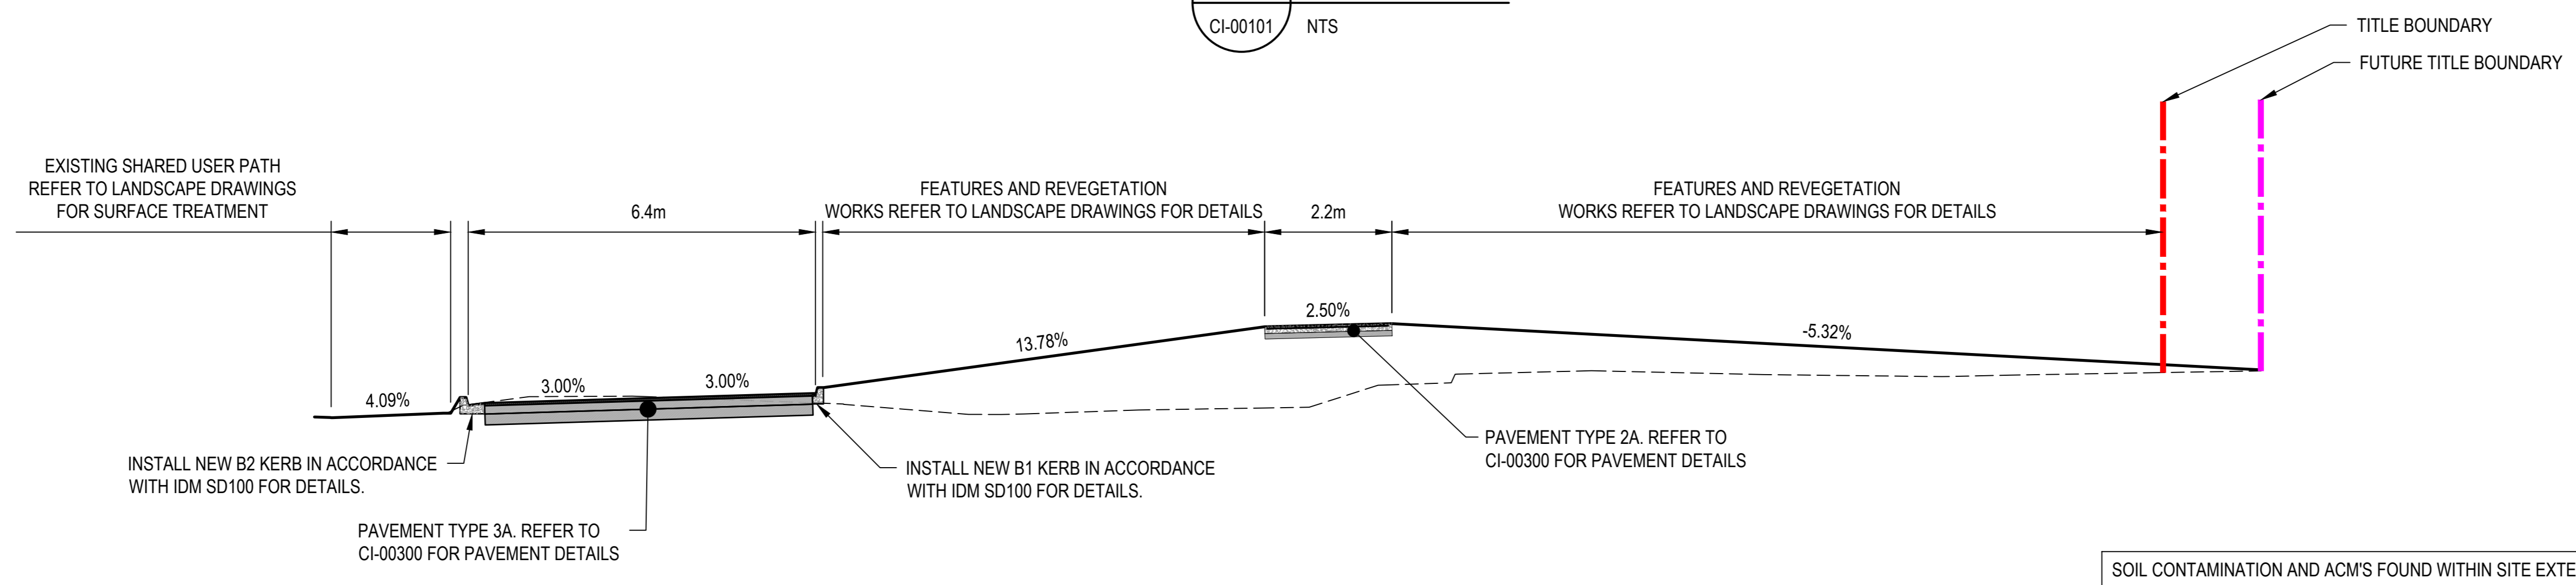 CI-00101
NTS
TITLE BOUNDARY
FUTURE TITLE BOUNDARY
EXISTING SHARED USER PATH
REFER TO LANDSCAPE DRAWINGS
FOR SURFACE TREATMENT
6.4m
FEATURES AND REVEGETATION
WORKS REFER TO LANDSCAPE DRAWINGS FOR DETAILS
2.2m
FEATURES AND REVEGETATION
WORKS REFER TO LANDSCAPE DRAWINGS FOR DETAILS
4.09%
3.00%
3.00%
13.78%
2.50%
-5.32%
INSTALL NEW B2 KERB IN ACCORDANCE
WITH IDM SD100 FOR DETAILS.
PAVEMENT TYPE 3A. REFER TO
CI-00300 FOR PAVEMENT DETAILS
INSTALL NEW B1 KERB IN ACCORDANCE
WITH IDM SD100 FOR DETAILS.
PAVEMENT TYPE 2A. REFER TO
CI-00300 FOR PAVEMENT DETAILS
SOIL CONTAMINATION AND ACM'S FOUND WITHIN SITE EXTE